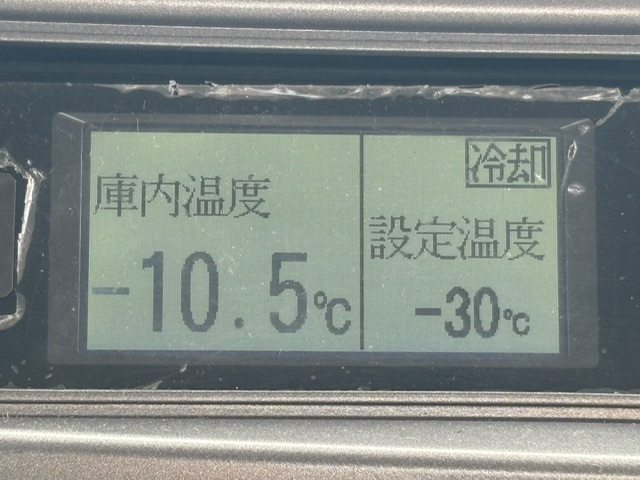 庫内温度
-10.5℃
冷却
設定温度
-30℃